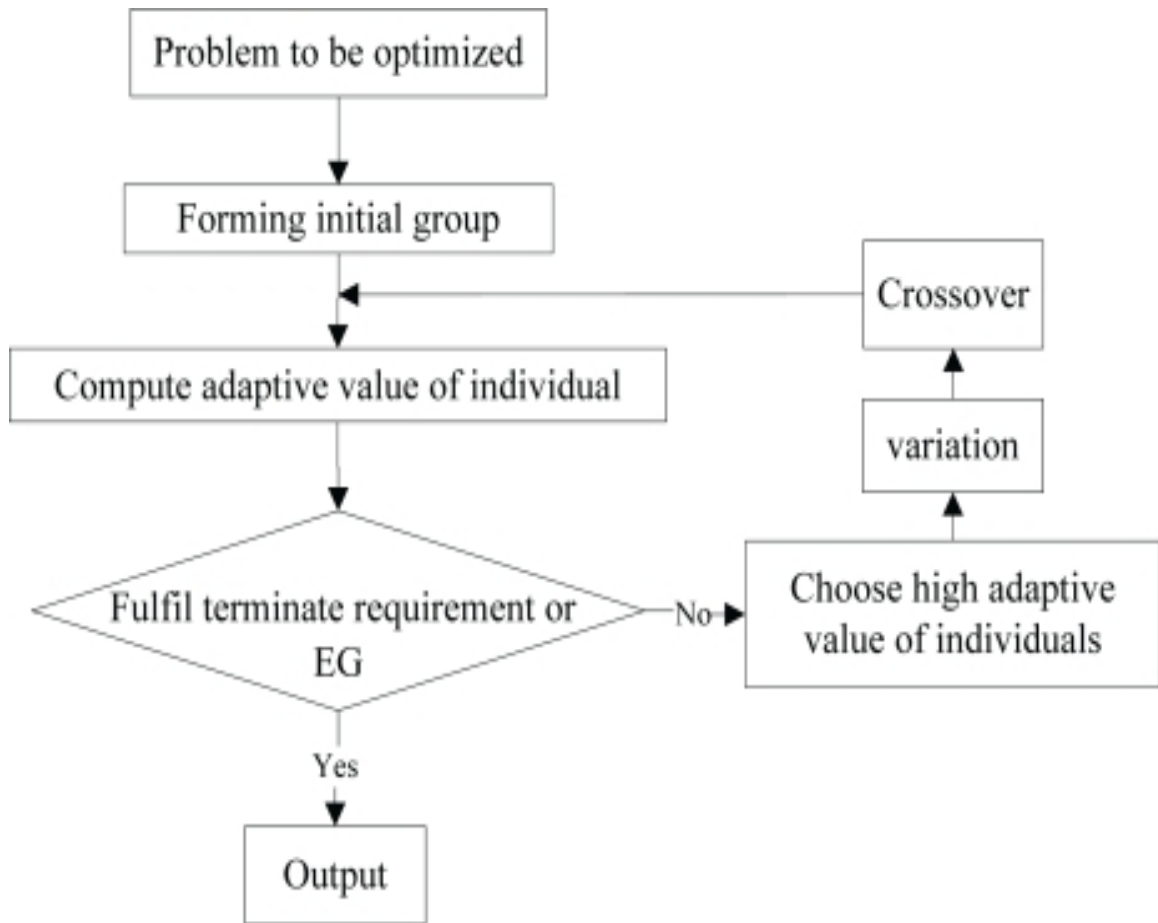 Problem to be optimized
Forming initial group
Crossover
Compute adaptive value of individual
variation
Fulfil terminate requirement or
EG
No
Choose high adaptive
value of individuals
Yes
Output